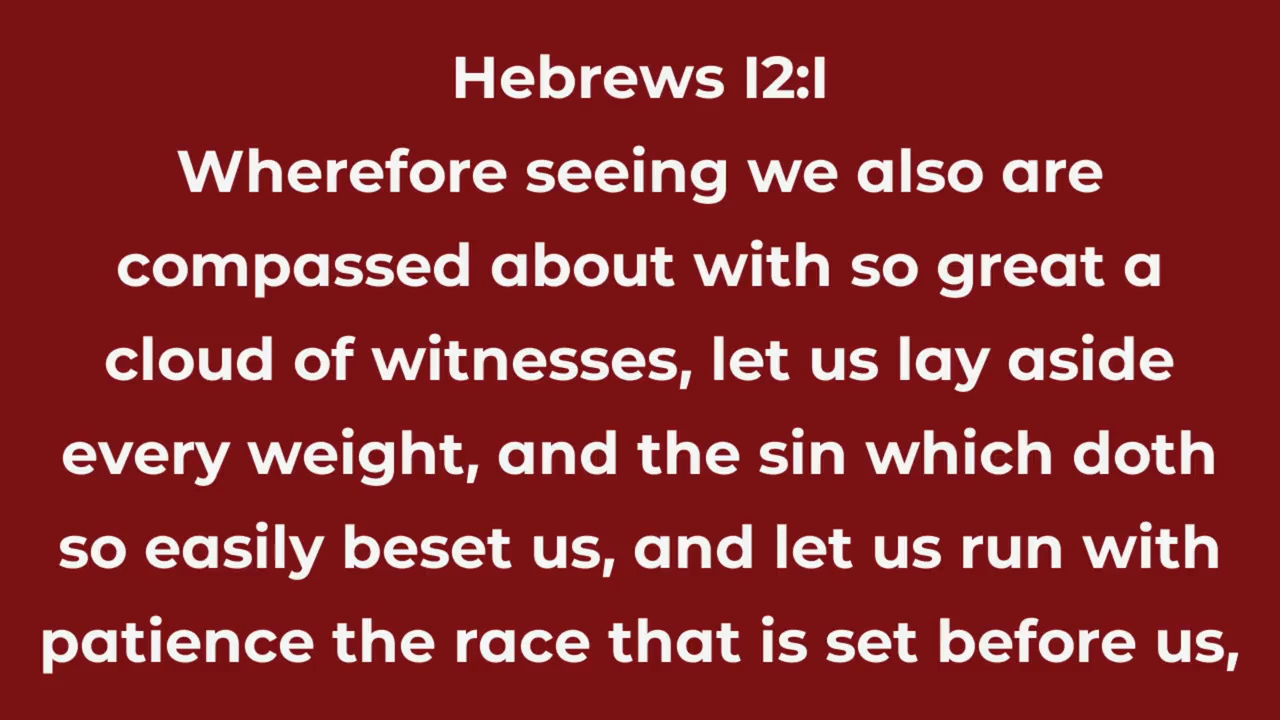 Hebrews 12:1
Wherefore seeing we also are
compassed about with so great a
cloud of witnesses, let us lay aside
every weight, and the sin which doth
so easily beset us, and let us run with
patience the race that is set before us,